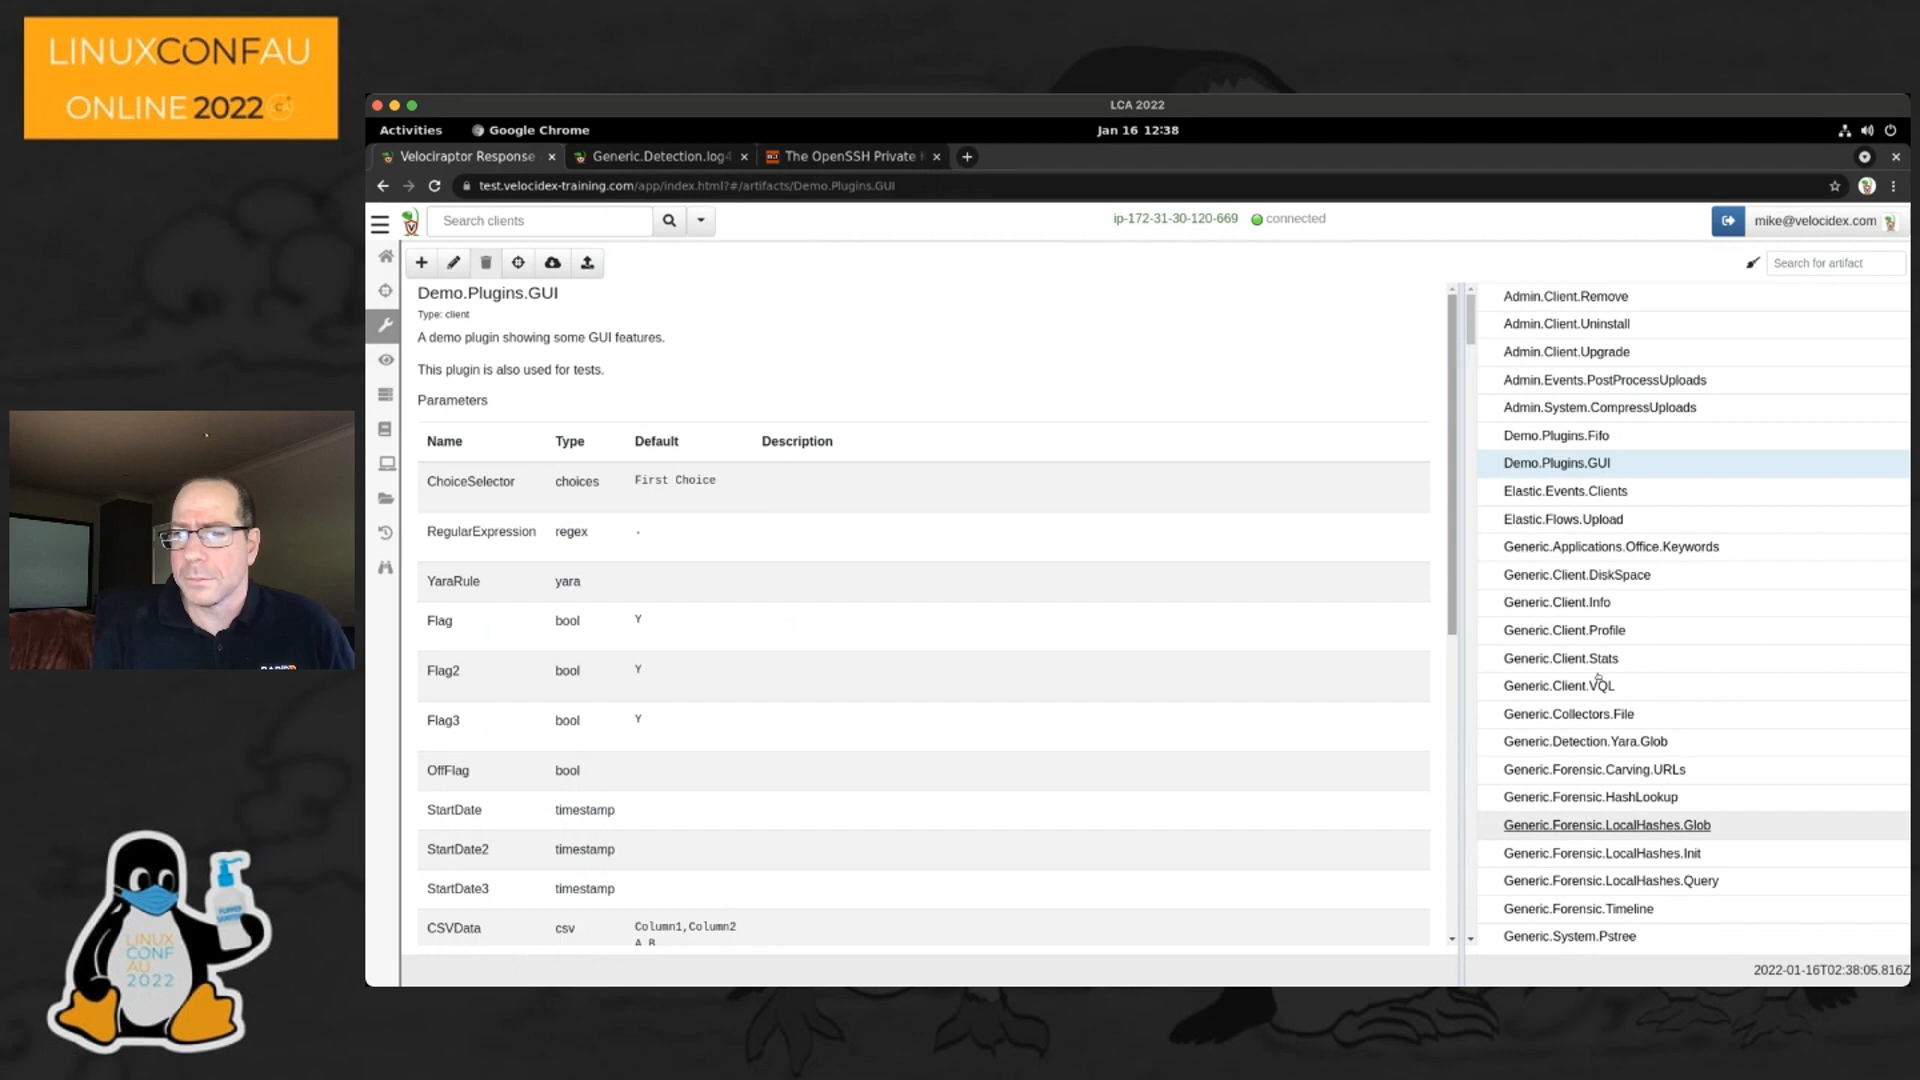 LINUXCONFAU
ONLINE 2022
LCA 2022
Activities
Google Chrome
Jan 16 12:38
Velociraptor Response
Generic.Detection.log4
The OpenSSH Private
test.velocidex-training.com/app/index.html?#/artifacts/Demo.Plugins.GUI
Search clients
ip-172-31-30-120-669
connected
mike@velocidex.com
Search for artifact
Demo.Plugins.GUI
Type: client
A demo plugin showing some GUI features.
This plugin is also used for tests.
Parameters
Name Type Default Description
ChoiceSelector choices First Choice
RegularExpression regex .
YaraRule yara
Flag bool Y
Flag2 bool Y
Flag3 bool Y
OffFlag bool
StartDate timestamp
StartDate2 timestamp
StartDate3 timestamp
CSVData csv Column1,Column2
A B
Admin.Client.Remove
Admin.Client.Uninstall
Admin.Client.Upgrade
Admin.Events.PostProcessUploads
Admin.System.CompressUploads
Demo.Plugins.Fifo
Demo.Plugins.GUI
Elastic.Events.Clients
Elastic.Flows.Upload
Generic.Applications.Office.Keywords
Generic.Client.DiskSpace
Generic.Client.Info
Generic.Client.Profile
Generic.Client.Stats
Generic.Client.VQL
Generic.Collectors.File
Generic.Detection.Yara.Glob
Generic.Forensic.Carving.URLs
Generic.Forensic.HashLookup
Generic.Forensic.LocalHashes.Glob
Generic.Forensic.LocalHashes.Init
Generic.Forensic.LocalHashes.Query
Generic.Forensic.Timeline
Generic.System.Pstree
2022-01-16T02:38:05.816Z
LINUX
CONF
AU
2022